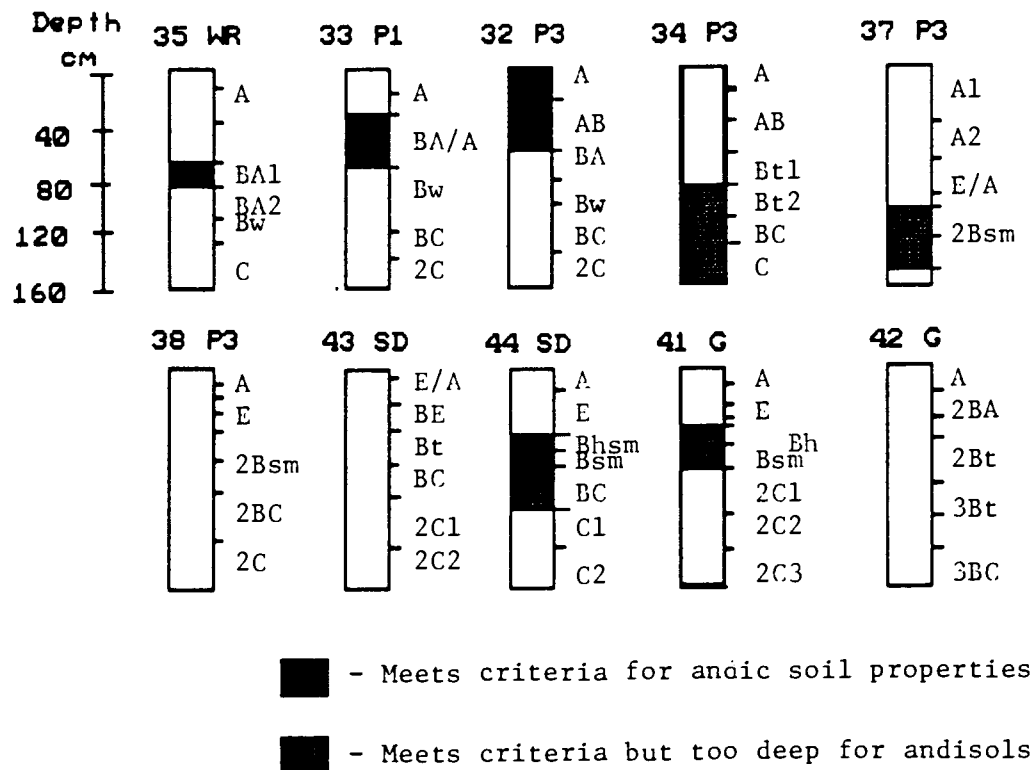 Depth
cm
40
80
120
160
35 WR
A
BA1
BA2
Bw
C
33 P1
A
BA/A
Bw
BC
2C
32 P3
A
AB
BA
Bw
BC
2C
34 P3
A
AB
Bt1
Bt2
BC
C
37 P3
A1
A2
E/A
2Bsm
38 P3
A
E
2Bsm
2BC
2C
43 SD
E/A
BE
Bt
BC
2C1
2C2
44 SD
A
E
Bhsm
Bsm
BC
C1
C2
41 G
A
E
Bh
Bsm
2C1
2C2
2C3
42 G
A
2BA
2Bt
3Bt
3BC
- Meets criteria for andic soil properties
- Meets criteria but too deep for andisols